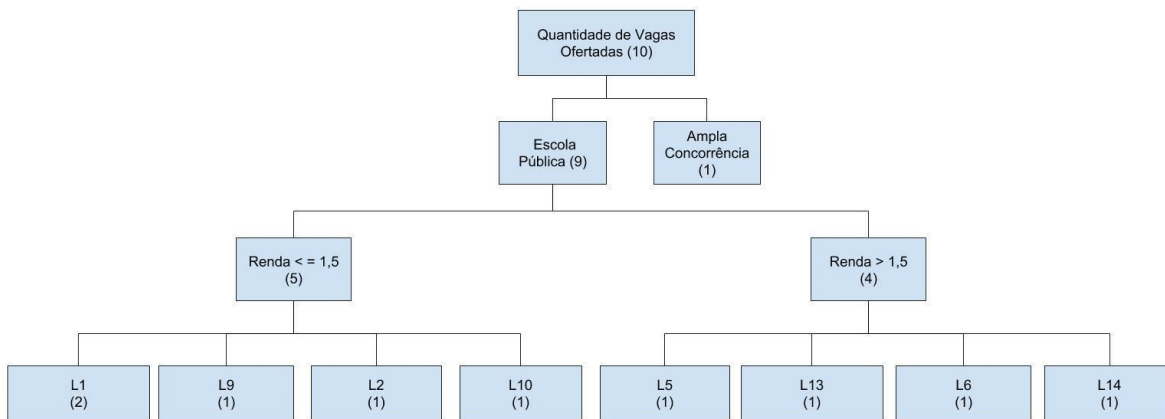 Quantidade de Vagas
Ofertadas (10)
Escola
Pública (9)
Ampla
Concorrência
(1)
Renda < = 1,5
(5)
Renda > 1,5
(4)
L1
(2)
L9
(1)
L2
(1)
L10
(1)
L5
(1)
L13
(1)
L6
(1)
L14
(1)